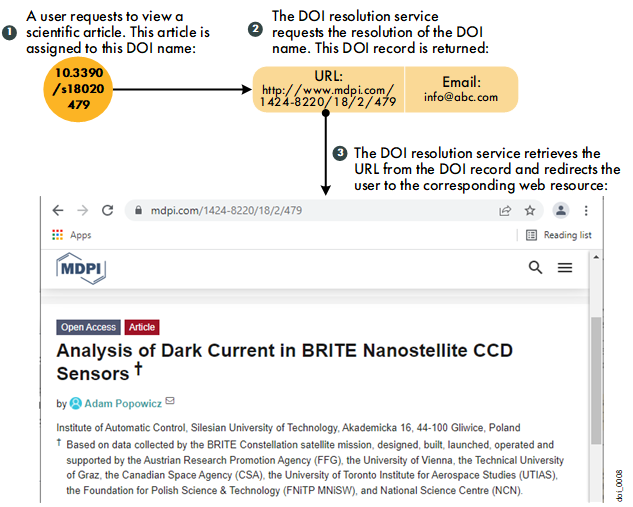 1 A user requests to view a
scientific article. This article is
assigned to this DOI name:
10.3390
/s18020
479
2 The DOI resolution service
requests the resolution of the DOI
name. This DOI record is returned:
URL:
http://www.mdpi.com/
1424-8220/18/2/479
Email:
info@abc.com
3 The DOI resolution service retrieves the
URL from the DOI record and redirects the
user to the corresponding web resource:
mdpi.com/1424-8220/18/2/479
Apps
Reading list
MDPI
Open Access Article
Analysis of Dark Current in BRITE Nanostellite CCD
Sensors †
by Adam Popowicz
Institute of Automatic Control, Silesian University of Technology, Akademicka 16, 44-100 Gliwice, Poland
† Based on data collected by the BRITE Constellation satellite mission, designed, built, launched, operated and
supported by the Austrian Research Promotion Agency (FFG), the University of Vienna, the Technical University
of Graz, the Canadian Space Agency (CSA), the University of Toronto Institute for Aerospace Studies (UTIAS),
the Foundation for Polish Science & Technology (FNiTP MNiSW), and National Science Centre (NCN).
doi_0008